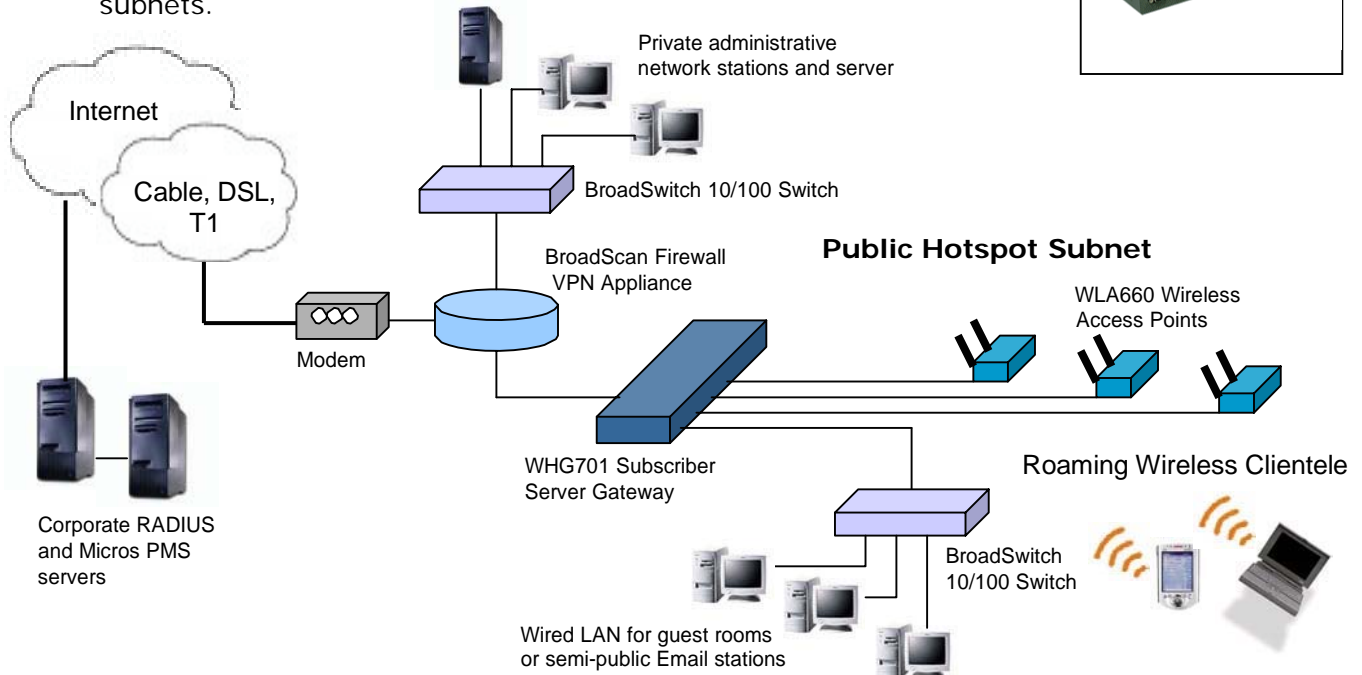 subnets.
Private administrative
network stations and server
Internet
Cable, DSL,
T1
BroadSwitch 10/100 Switch
Public Hotspot Subnet
BroadScan Firewall
VPN Appliance
WLA660 Wireless
Access Points
Modem
WHG701 Subscriber
Server Gateway
Roaming Wireless Clientele
Corporate RADIUS
and Micros PMS
servers
BroadSwitch
10/100 Switch
Wired LAN for guest rooms
or semi-public Email stations